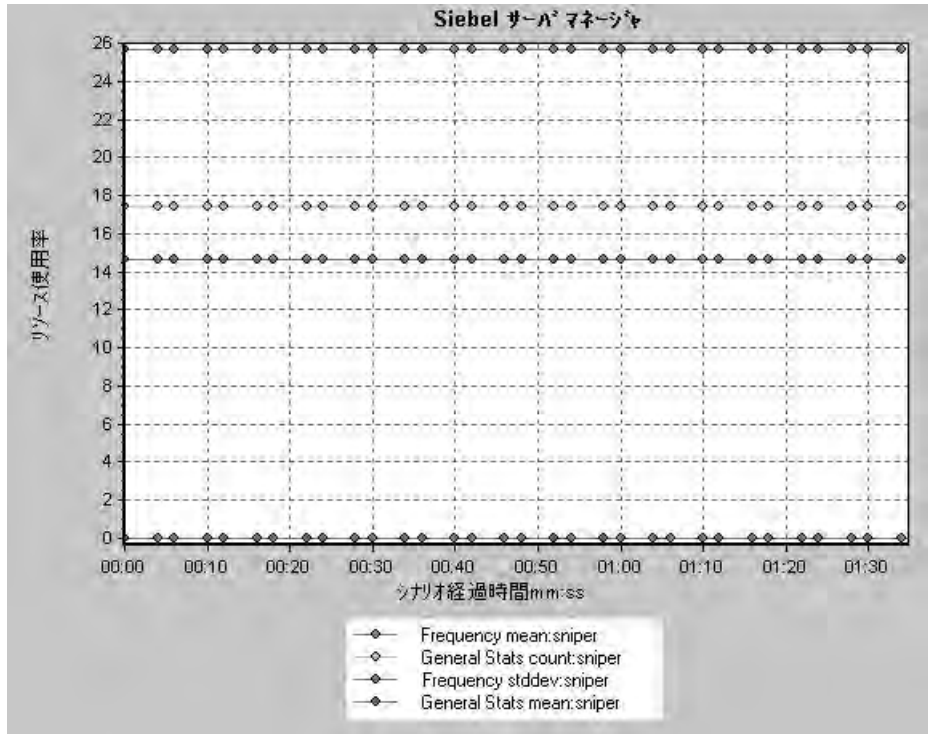 Siebel サーバ マネージャ
リソース使用率
26
24
22
20
18
16
14
12
10
8
6
4
2
0
00:00 00:10 00:20 00:30 00:40 00:50 01:00 01:10 01:20 01:30
シナリオ経過時間mm:ss
Frequency mean:sniper
General Stats count:sniper
Frequency stddev:sniper
General Stats mean:sniper